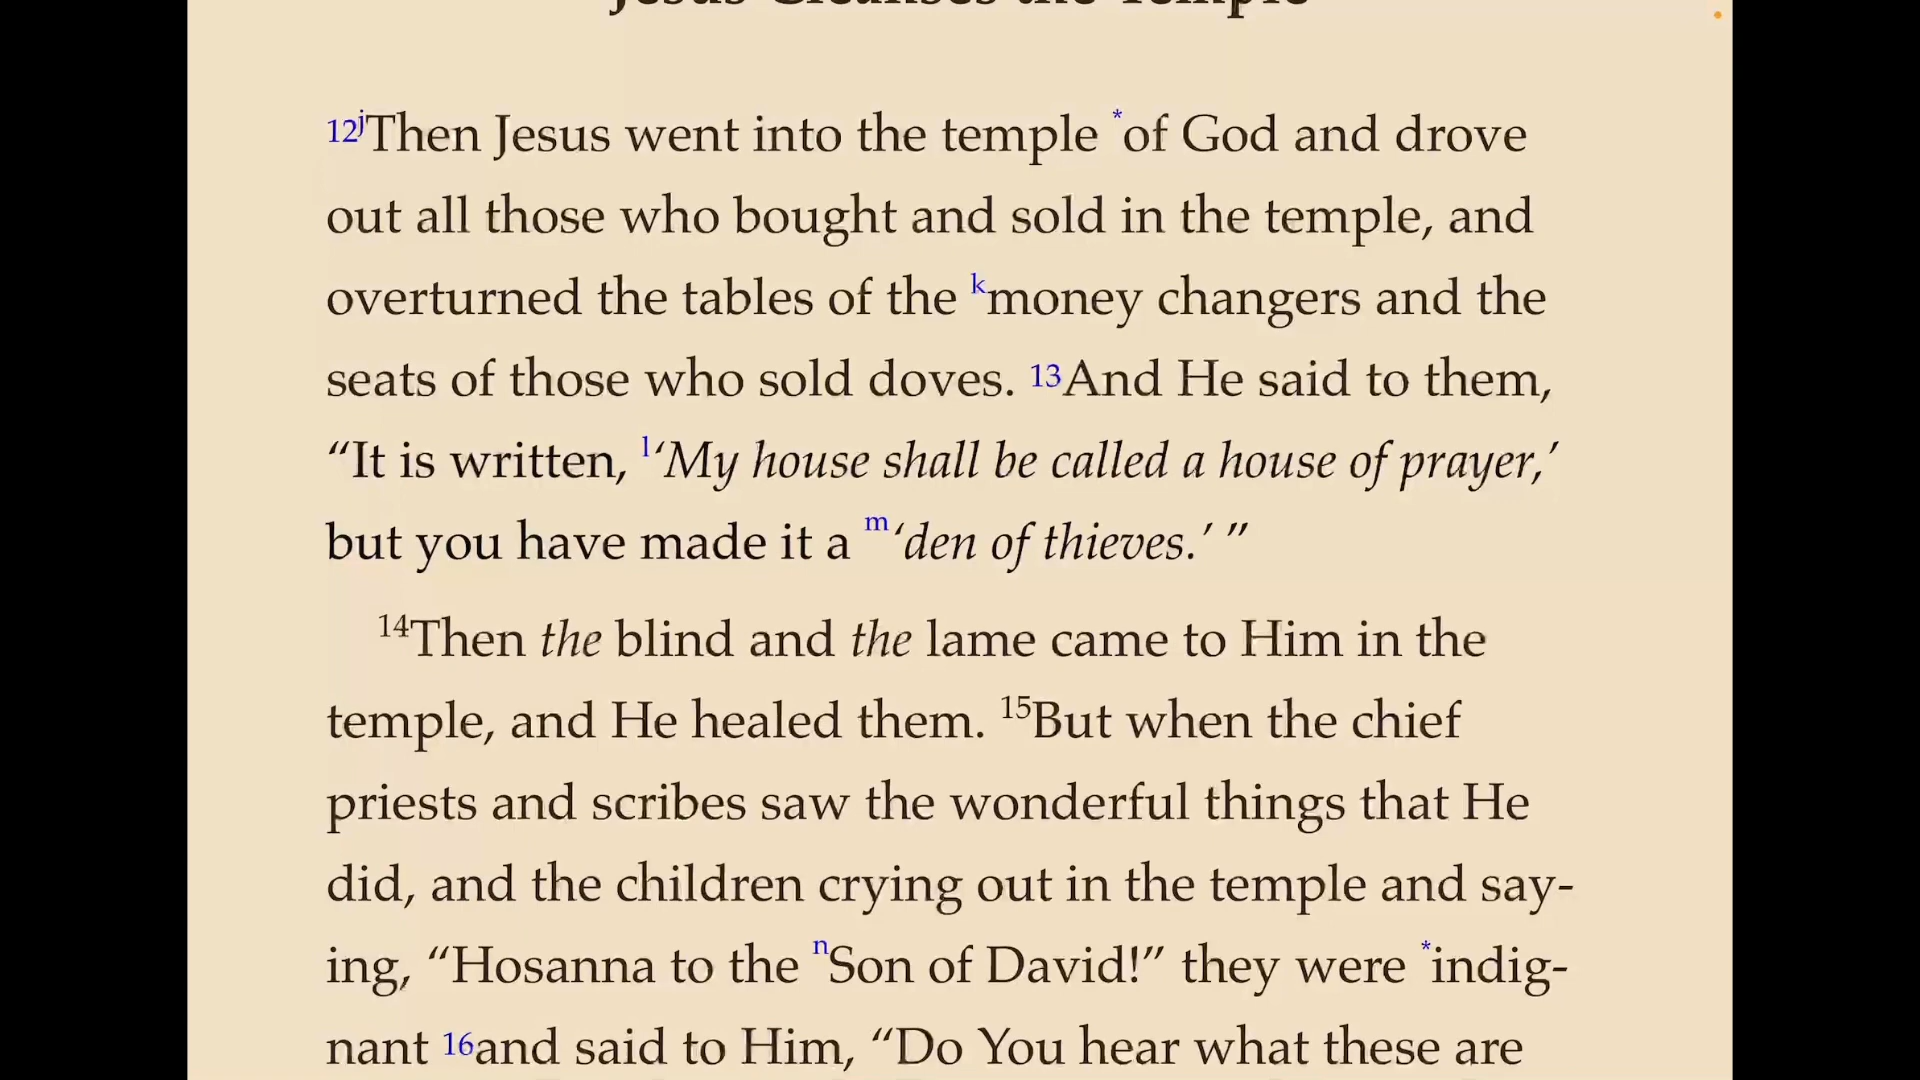 Jesus Cleanses the Temple
12jThen Jesus went into the temple *of God and drove
out all those who bought and sold in the temple, and
overturned the tables of the kmoney changers and the
seats of those who sold doves. 13And He said to them,
“It is written, l‘My house shall be called a house of prayer,’
but you have made it a m‘den of thieves.’ ”
14Then the blind and the lame came to Him in the
temple, and He healed them. 15But when the chief
priests and scribes saw the wonderful things that He
did, and the children crying out in the temple and say-
ing, “Hosanna to the nSon of David!” they were *indig-
nant 16and said to Him, “Do You hear what these are